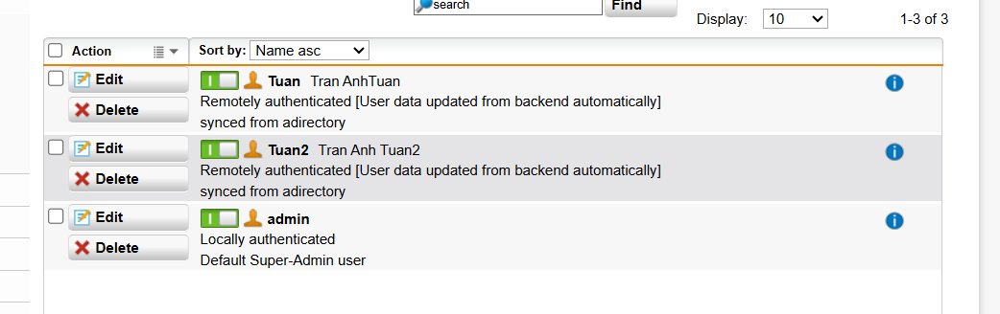 search
Find
Display: 10 1-3 of 3
Action Sort by: Name asc
Edit Tuan Tran AnhTuan
Remotely authenticated [User data updated from backend automatically]
Delete
synced from adirectory
Edit Tuan2 Tran Anh Tuan2
Remotely authenticated [User data updated from backend automatically]
Delete
synced from adirectory
Edit admin
Locally authenticated
Delete
Default Super-Admin user